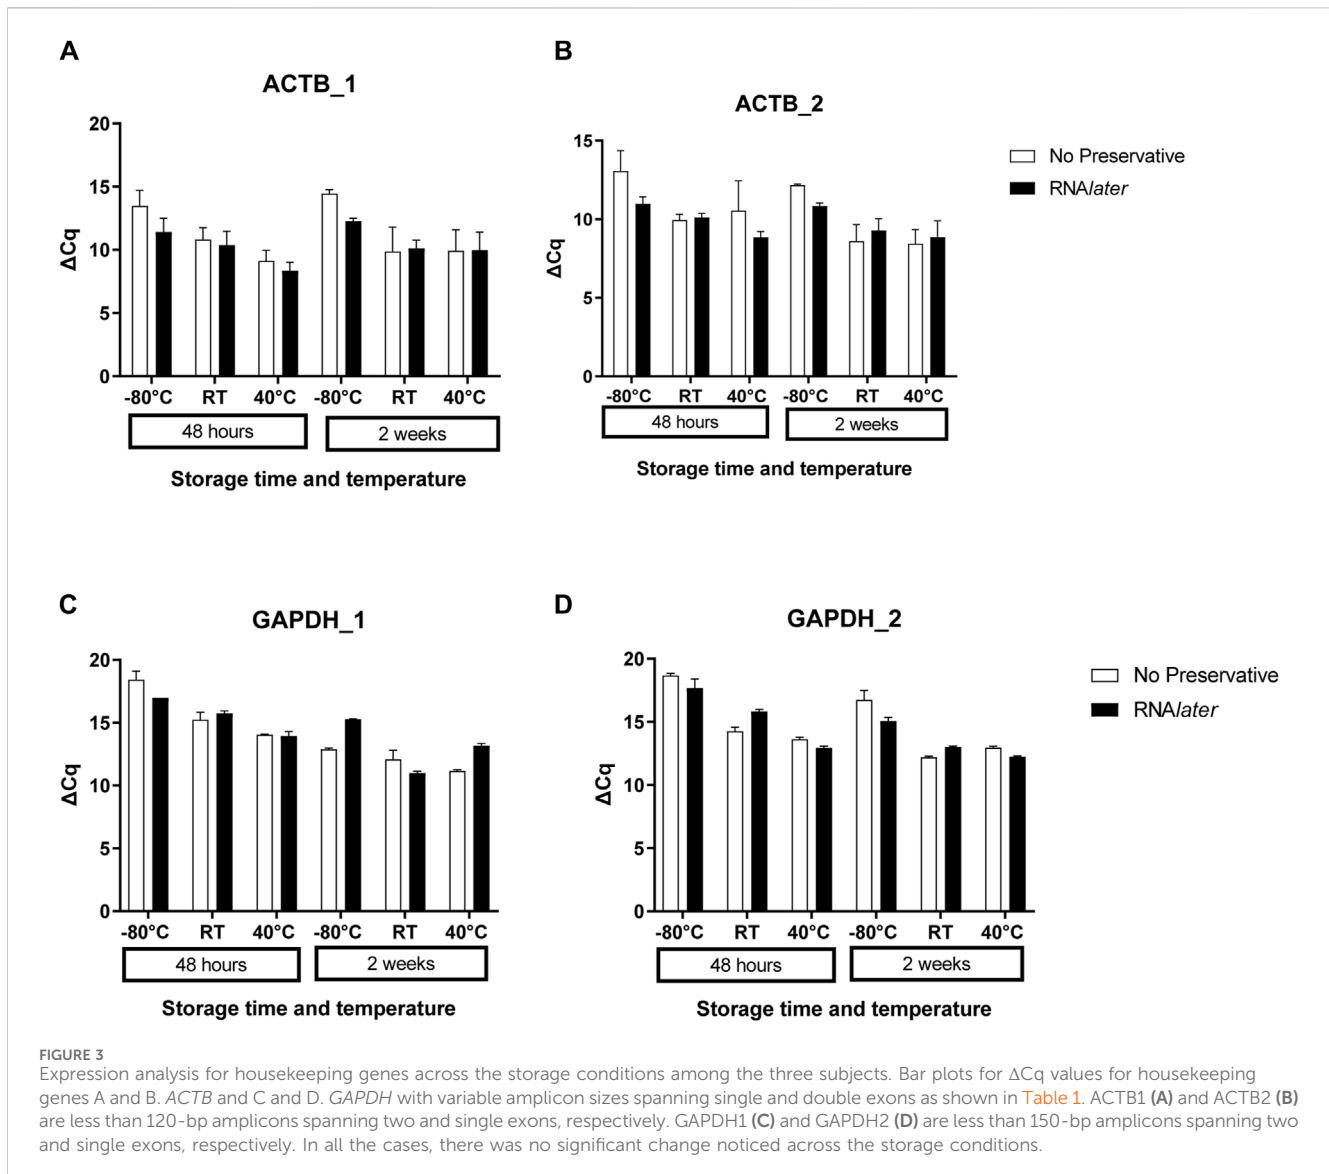 A
ACTB_1
20
15
10
5
0
ΔCq
-80°C RT 40°C -80°C RT 40°C
48 hours 2 weeks
Storage time and temperature
B
ACTB_2
15
10
5
0
ΔCq
-80°C RT 40°C -80°C RT 40°C
48 hours 2 weeks
Storage time and temperature
No Preservative
RNAlater
C
GAPDH_1
20
15
10
5
0
ΔCq
-80°C RT 40°C -80°C RT 40°C
48 hours 2 weeks
Storage time and temperature
D
GAPDH_2
20
15
10
5
0
ΔCq
-80°C RT 40°C -80°C RT 40°C
48 hours 2 weeks
Storage time and temperature
No Preservative
RNAlater
FIGURE 3
Expression analysis for housekeeping genes across the storage conditions among the three subjects. Bar plots for ΔCq values for housekeeping
genes A and B. ACTB and C and D. GAPDH with variable amplicon sizes spanning single and double exons as shown in Table 1. ACTB1 (A) and ACTB2 (B)
are less than 120-bp amplicons spanning two and single exons, respectively. GAPDH1 (C) and GAPDH2 (D) are less than 150-bp amplicons spanning two
and single exons, respectively. In all the cases, there was no significant change noticed across the storage conditions.